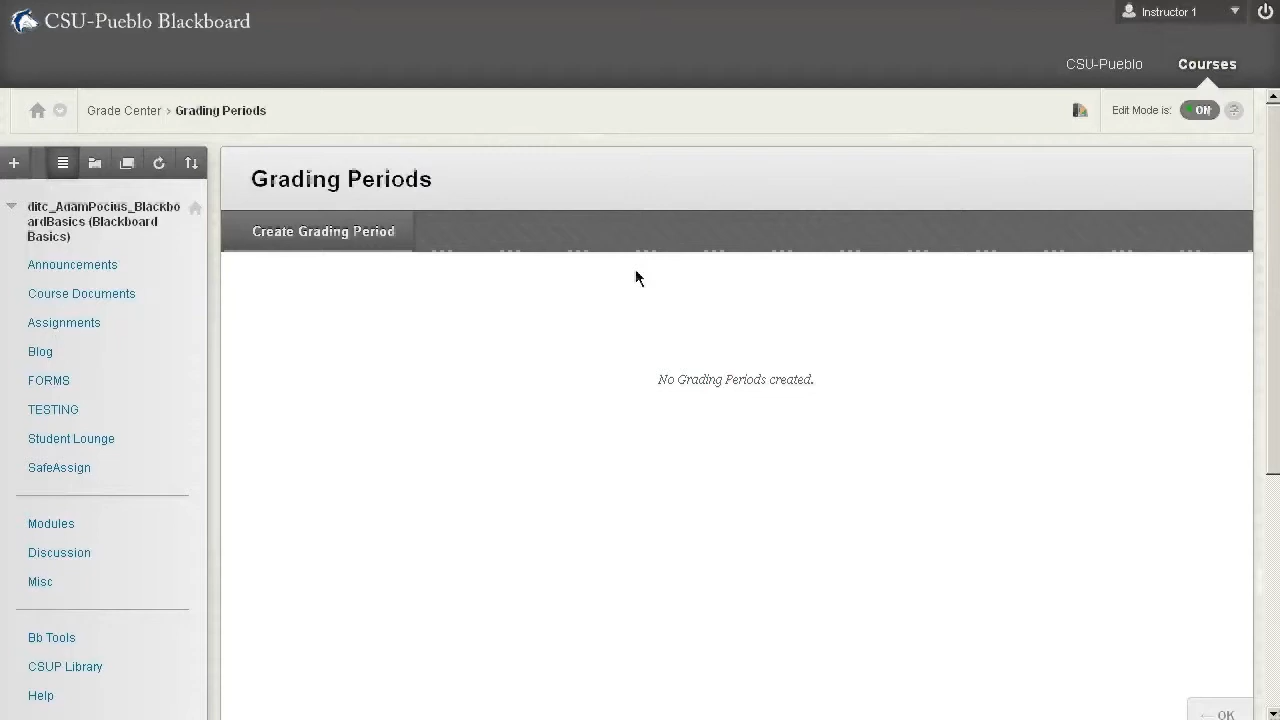 CSU-Pueblo Blackboard
Instructor 1
CSU-Pueblo
Courses
Grade Center > Grading Periods
Edit Mode is:
ON
ditc_AdamPocius_Blackbo
ardBasics (Blackboard
Basics)
Announcements
Course Documents
Assignments
Blog
FORMS
TESTING
Student Lounge
SafeAssign
Modules
Discussion
Misc
Bb Tools
CSUP Library
Help
Grading Periods
Create Grading Period
No Grading Periods created.
OK